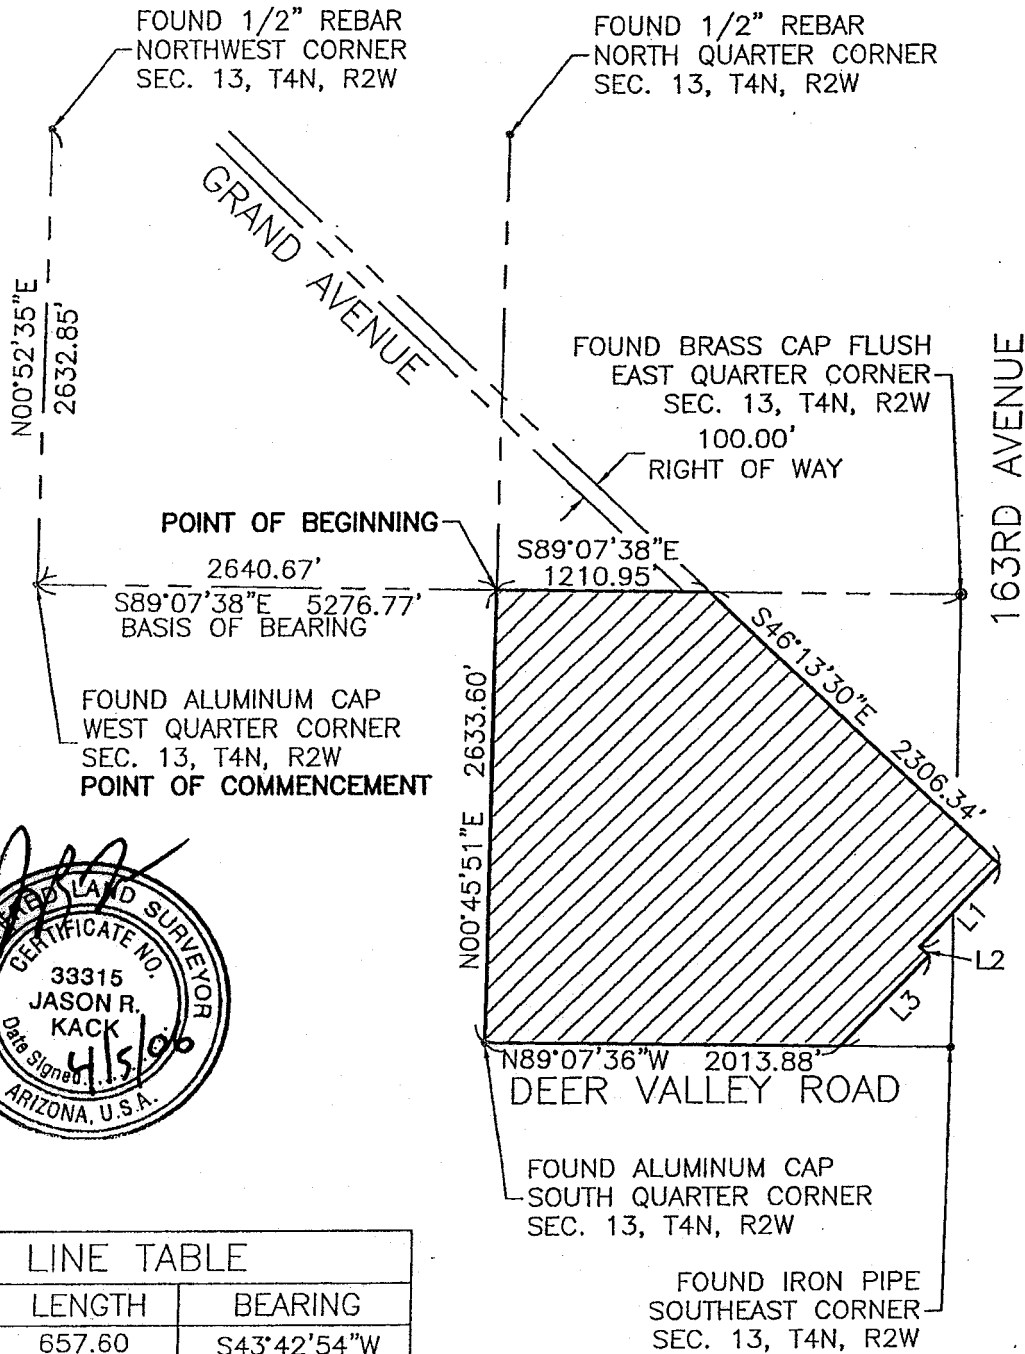 FOUND 1/2" REBAR
NORTHWEST CORNER
SEC. 13, T4N, R2W
FOUND 1/2" REBAR
NORTH QUARTER CORNER
SEC. 13, T4N, R2W
GRAND AVENUE
N00°52'35"E
2632.85'
FOUND BRASS CAP FLUSH
EAST QUARTER CORNER
SEC. 13, T4N, R2W
163RD AVENUE
100.00'
RIGHT OF WAY
POINT OF BEGINNING
S89°07'38"E
1210.95'
2640.67'
S89°07'38"E 5276.77'
BASIS OF BEARING
S46°13'30"E
2306.34'
FOUND ALUMINUM CAP
WEST QUARTER CORNER
SEC. 13, T4N, R2W
POINT OF COMMENCEMENT
N00°45'51"E 2633.60'
L1
L2
L3
LAND SURVEYOR
CERTIFICATE NO.
33315
JASON R.
KACK
Date Signed
4/5/06
ARIZONA, U.S.A.
N89°07'36"W 2013.88'
DEER VALLEY ROAD
FOUND ALUMINUM CAP
SOUTH QUARTER CORNER
SEC. 13, T4N, R2W
FOUND IRON PIPE
SOUTHEAST CORNER
SEC. 13, T4N, R2W
LINE TABLE
LENGTH BEARING
657.60 S43°42'54"W